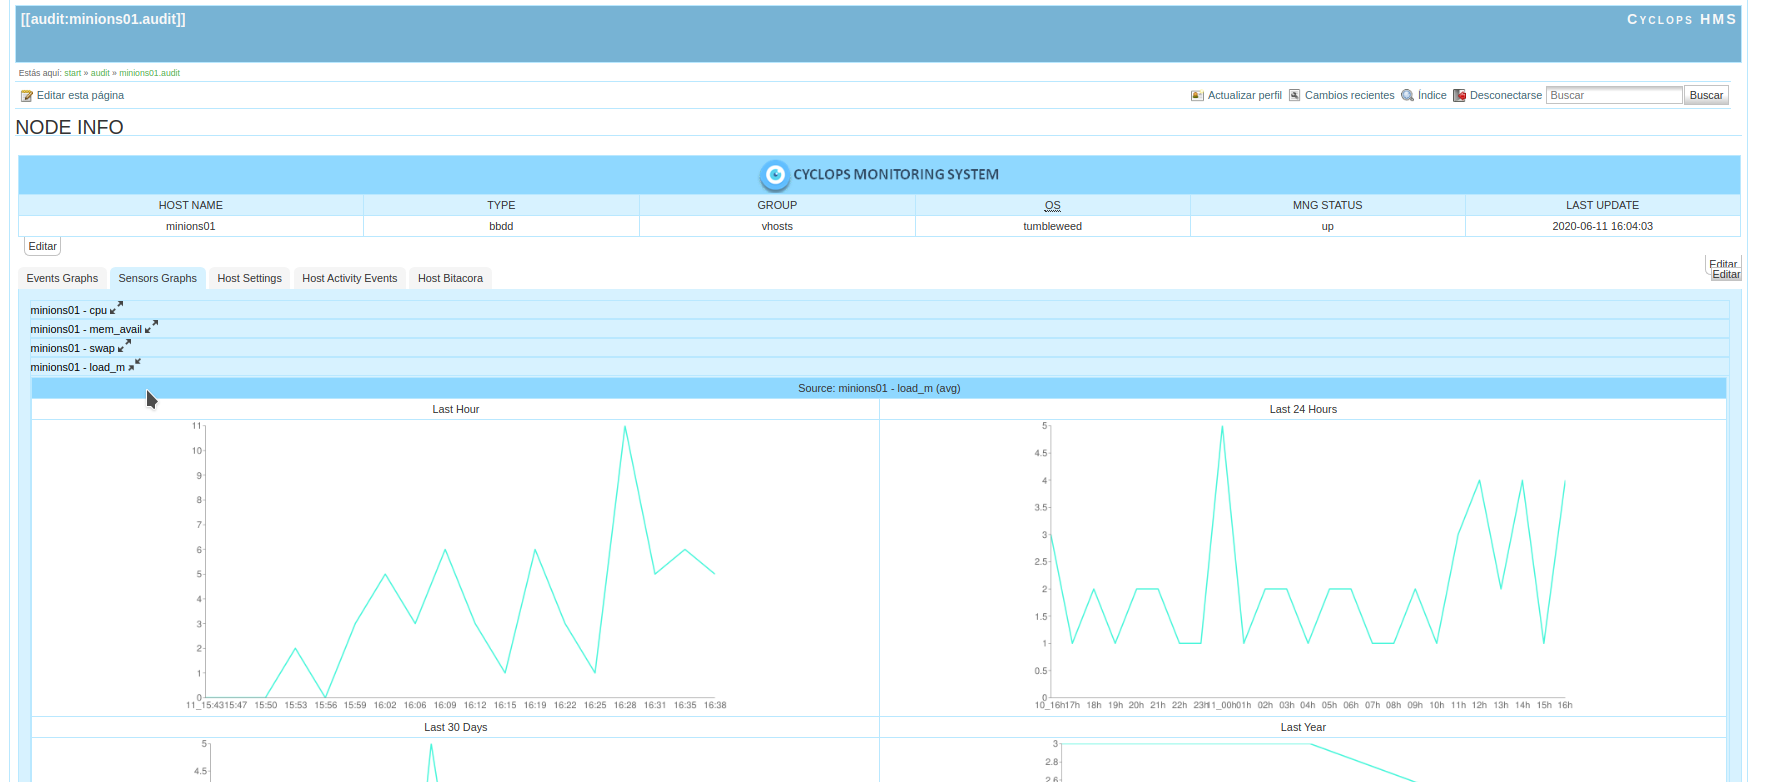 [[audit:minions01.audit]]
Cyclops HMS
Estás aquí: start » audit » minions01.audit
Editar esta página
Actualizar perfil Cambios recientes Índice Desconectarse Buscar Buscar
NODE INFO
CYCLOPS MONITORING SYSTEM
HOST NAME TYPE GROUP OS MNG STATUS LAST UPDATE
minions01 bbdd vhosts tumbleweed up 2020-06-11 16:04:03
Editar
Editar
Editar
Events Graphs Sensors Graphs Host Settings Host Activity Events Host Bitacora
minions01 - cpu
minions01 - mem_avail
minions01 - swap
minions01 - load_m
Source: minions01 - load_m (avg)
Last Hour
11
10
9
8
7
6
5
4
3
2
1
0
11_15:43 15:47 15:50 15:53 15:56 15:59 16:02 16:06 16:09 16:12 16:15 16:19 16:22 16:25 16:28 16:31 16:35 16:38
Last 24 Hours
5
4.5
4
3.5
3
2.5
2
1.5
1
0.5
0
10_16h 17h 18h 19h 20h 21h 22h 23h 11_00h 01h 02h 03h 04h 05h 06h 07h 08h 09h 10h 11h 12h 13h 14h 15h 16h
Last 30 Days
5
4.5
Last Year
3
2.8
2.6